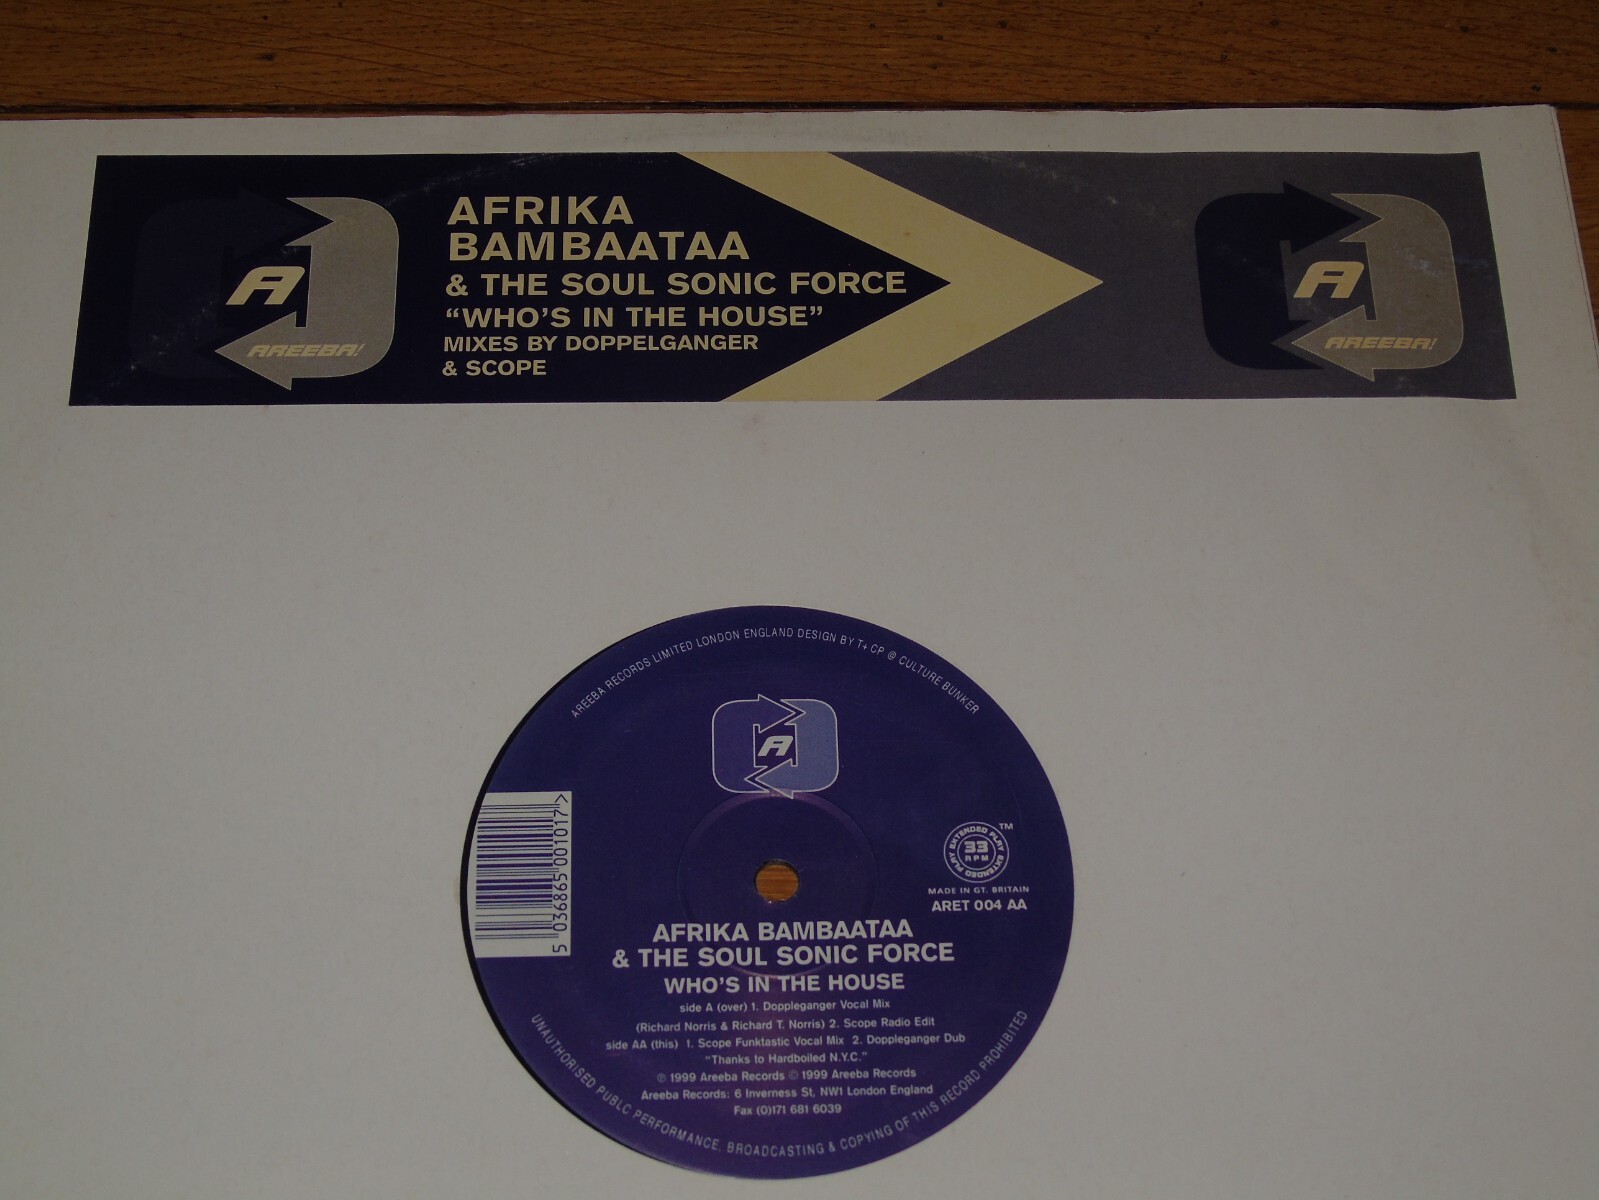 AFRIKA
BAMBAATAA
& THE SOUL SONIC FORCE
“WHO’S IN THE HOUSE”
MIXES BY DOPPELGANGER
& SCOPE
A
AREEBA!
A
AREEBA!
AREEBA RECORDS LIMITED LONDON ENGLAND DESIGN BY T+CP @ CULTURE BUNKER
A
5 036865 001017 >
EXTENDED PLAY EXTENDED PLAY
33
RPM
TM
MADE IN GT. BRITAIN
ARET 004 AA
AFRIKA BAMBAATAA
& THE SOUL SONIC FORCE
WHO'S IN THE HOUSE
side A (over) 1. Doppleganger Vocal Mix
(Richard Norris & Richard T. Norris) 2. Scope Radio Edit
side AA (this) 1. Scope Funktastic Vocal Mix 2. Doppleganger Dub
"Thanks to Hardboiled N.Y.C."
℗ 1999 Areeba Records © 1999 Areeba Records
Areeba Records: 6 Inverness St, NW1 London England
Fax (0)171 681 6039
UNAUTHORISED PUBLC PERFORMANCE, BROADCASTING & COPYING OF THIS RECORD PROHIBITED